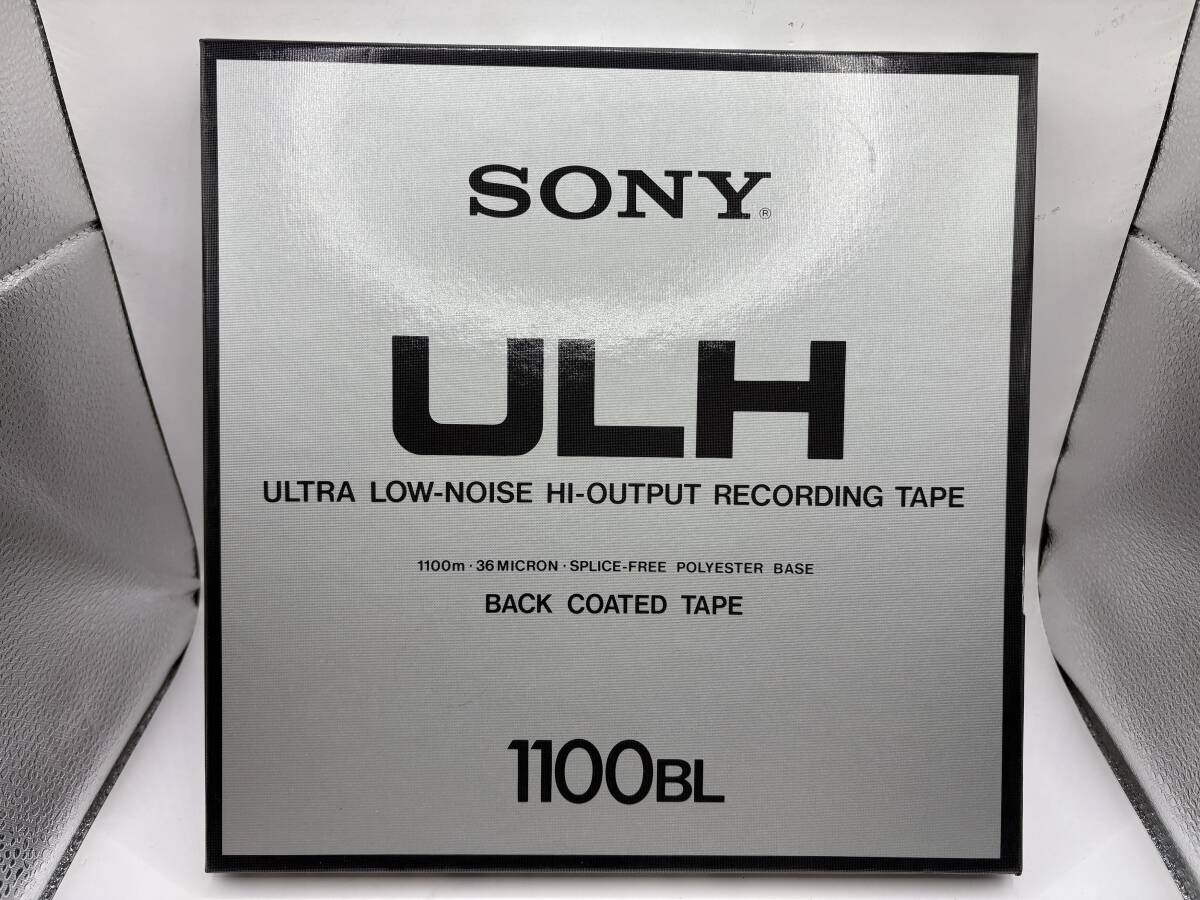 SONY®
ULH
ULTRA LOW-NOISE HI-OUTPUT RECORDING TAPE
1100m · 36 MICRON · SPLICE-FREE POLYESTER BASE
BACK COATED TAPE
1100BL